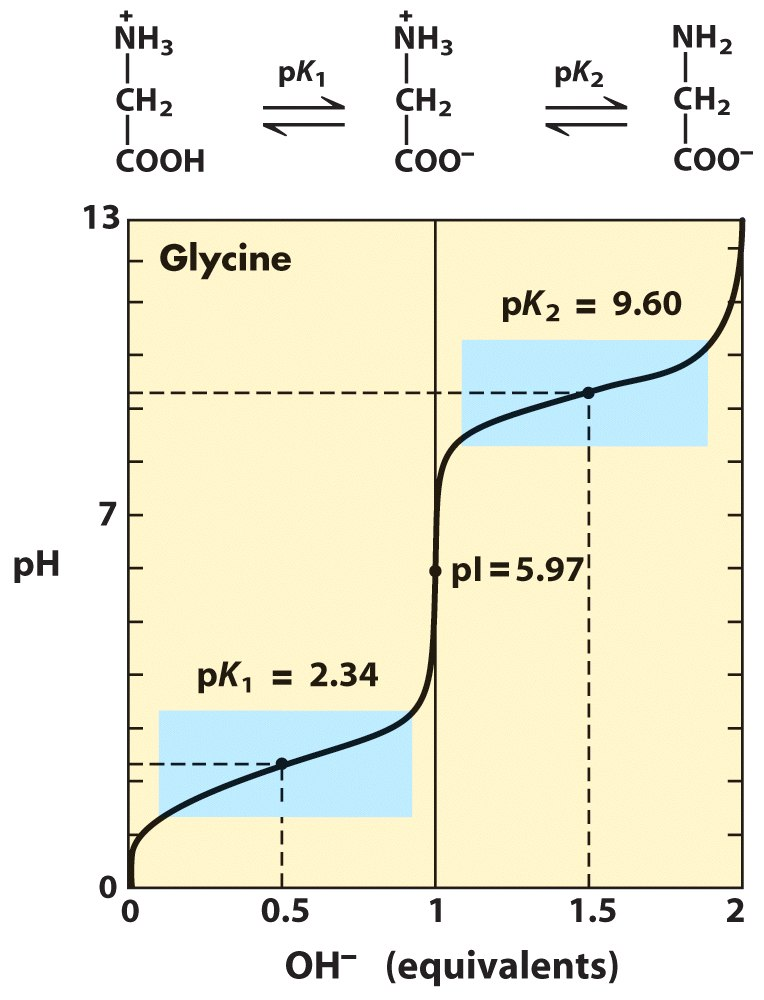 + +
NH₃ NH₃ NH₂
pK₁ pK₂
CH₂ CH₂ CH₂
COOH COO⁻ COO⁻
13
Glycine
pK₂ = 9.60
7
pH
pI = 5.97
pK₁ = 2.34
0
0 0.5 1 1.5 2
OH⁻ (equivalents)